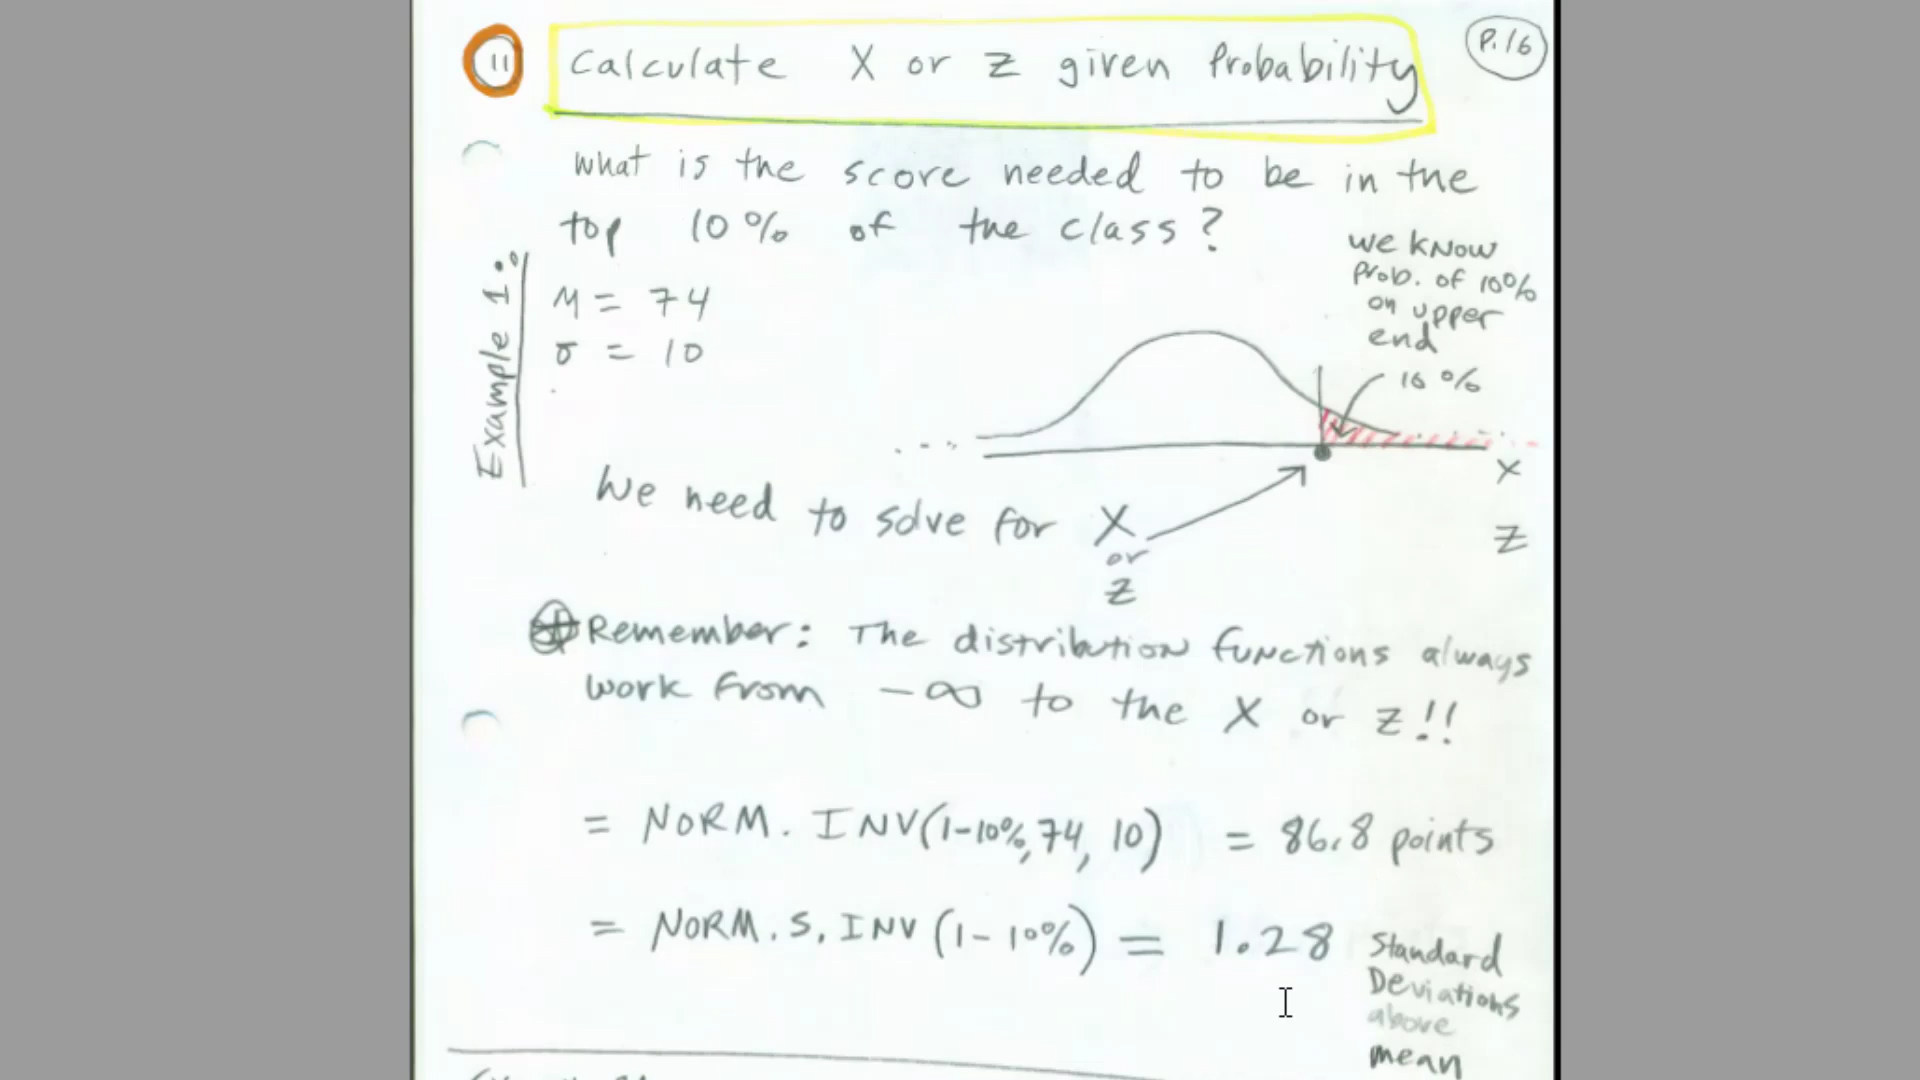 11 Calculate X or Z given Probability P.16
what is the score needed to be in the
top 10% of the class?
Example 1:
M = 74
σ = 10
we know
prob. of 10%
on upper
end
10%
X
Z
We need to solve for X
or
Z
Remember: The distribution functions always
work from -∞ to the X or Z!!
= NORM.INV(1-10%,74, 10) = 86.8 points
= NORM.S.INV(1-10%) = 1.28 Standard
Deviations
above
mean